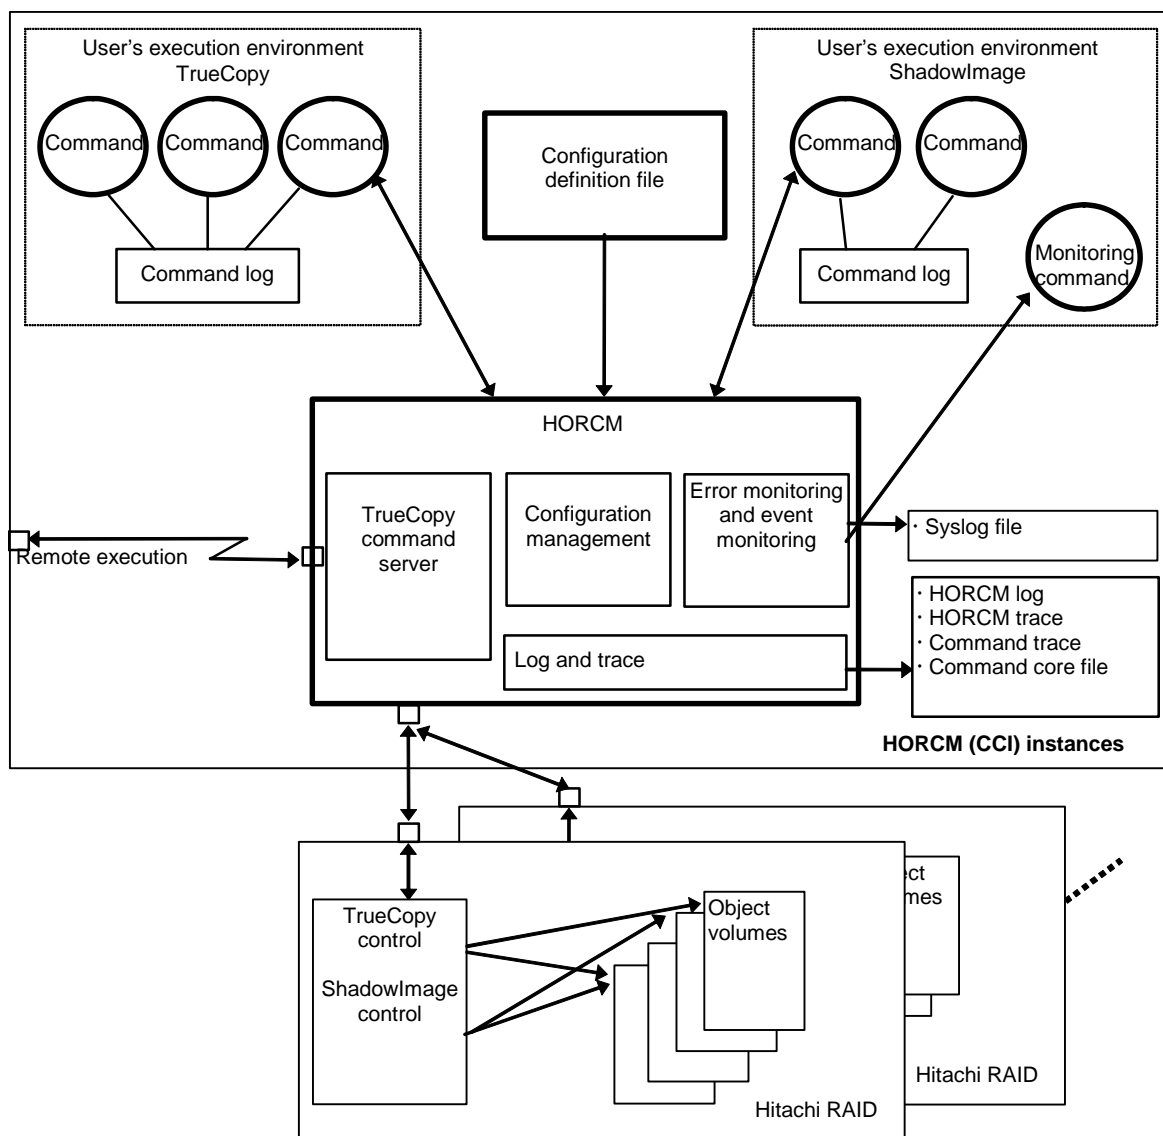 User's execution environment
TrueCopy
Command
Command
Command
Command log
Configuration
definition file
User's execution environment
ShadowImage
Command
Command
Command log
Monitoring
command
HORCM
TrueCopy
command
server
Configuration
management
Error monitoring
and event
monitoring
Log and trace
Remote execution
· Syslog file
· HORCM log
· HORCM trace
· Command trace
· Command core file
HORCM (CCI) instances
TrueCopy
control
ShadowImage
control
Object
volumes
Hitachi RAID
ect
mes
Hitachi RAID